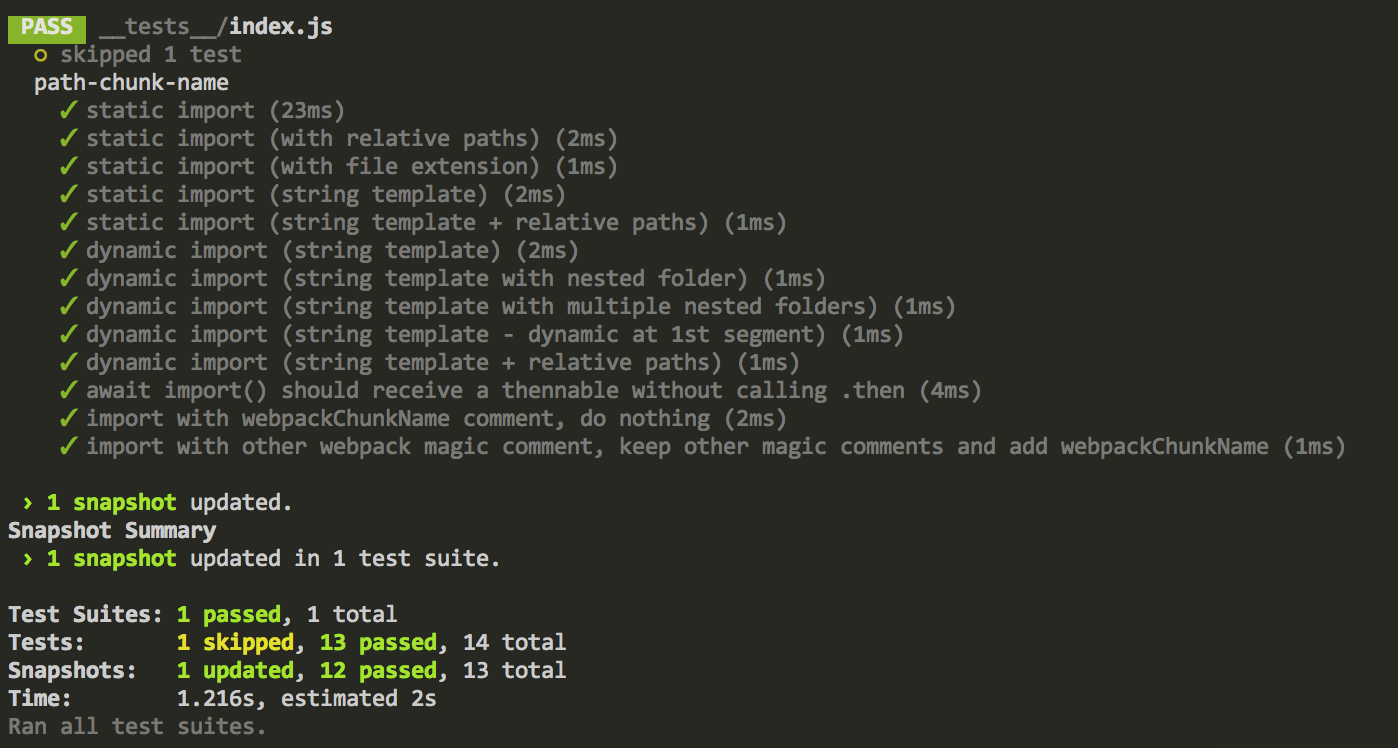 PASS __tests__/index.js
○ skipped 1 test
path-chunk-name
✓ static import (23ms)
✓ static import (with relative paths) (2ms)
✓ static import (with file extension) (1ms)
✓ static import (string template) (2ms)
✓ static import (string template + relative paths) (1ms)
✓ dynamic import (string template) (2ms)
✓ dynamic import (string template with nested folder) (1ms)
✓ dynamic import (string template with multiple nested folders) (1ms)
✓ dynamic import (string template - dynamic at 1st segment) (1ms)
✓ dynamic import (string template + relative paths) (1ms)
✓ await import() should receive a thennable without calling .then (4ms)
✓ import with webpackChunkName comment, do nothing (2ms)
✓ import with other webpack magic comment, keep other magic comments and add webpackChunkName (1ms)
› 1 snapshot updated.
Snapshot Summary
› 1 snapshot updated in 1 test suite.
Test Suites: 1 passed, 1 total
Tests: 1 skipped, 13 passed, 14 total
Snapshots: 1 updated, 12 passed, 13 total
Time: 1.216s, estimated 2s
Ran all test suites.